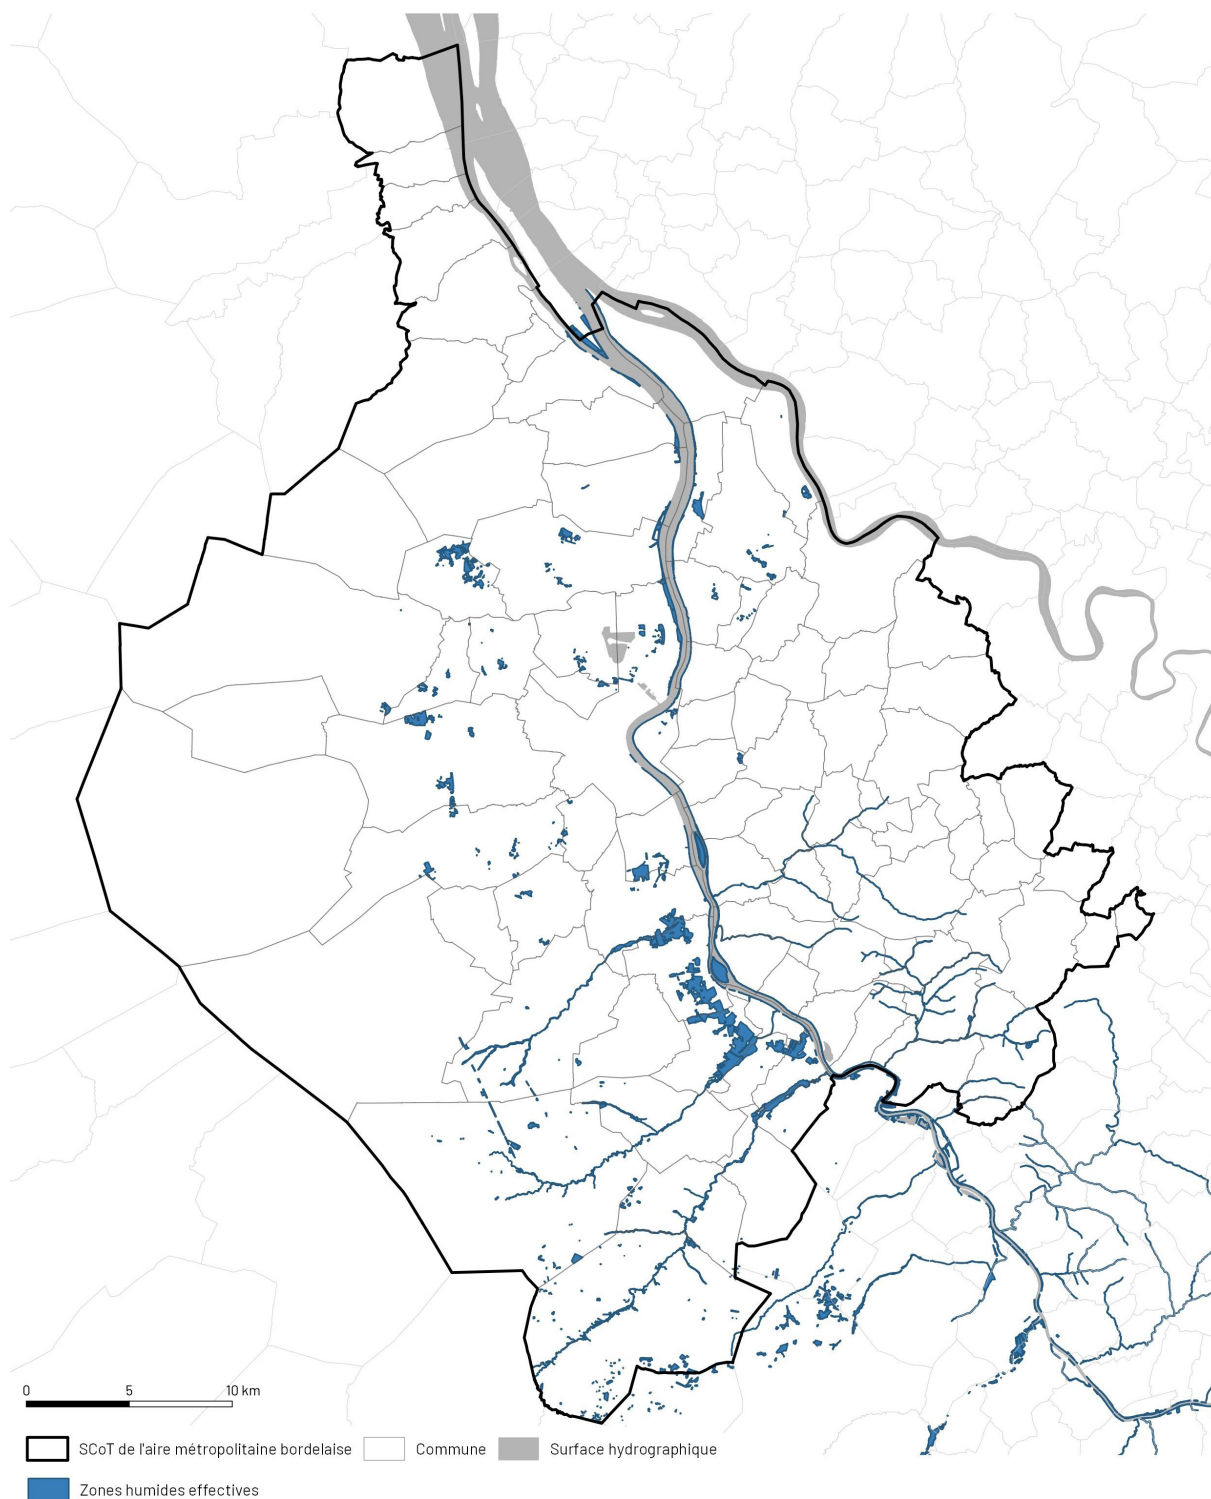 0 5 10 km
SCoT de l'aire métropolitaine bordelaise Commune Surface hydrographique
Zones humides effectives